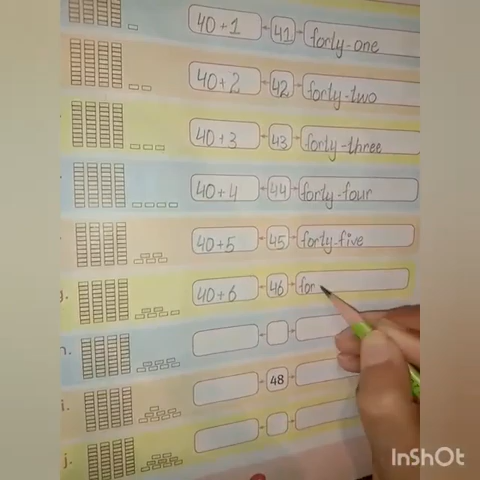 40+1 41 forty-one
40+2 42 forty-two
40+3 43 forty-three
40+4 44 forty-four
40+5 45 forty-five
g. 40+6 46 for
h.
i. 48
j.
InShOt